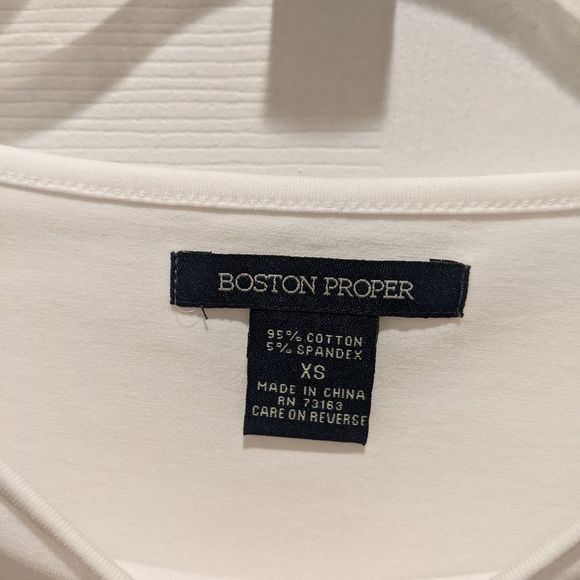 BOSTON PROPER
95% COTTON
5% SPANDEX
XS
MADE IN CHINA
RN 73163
CARE ON REVERSE